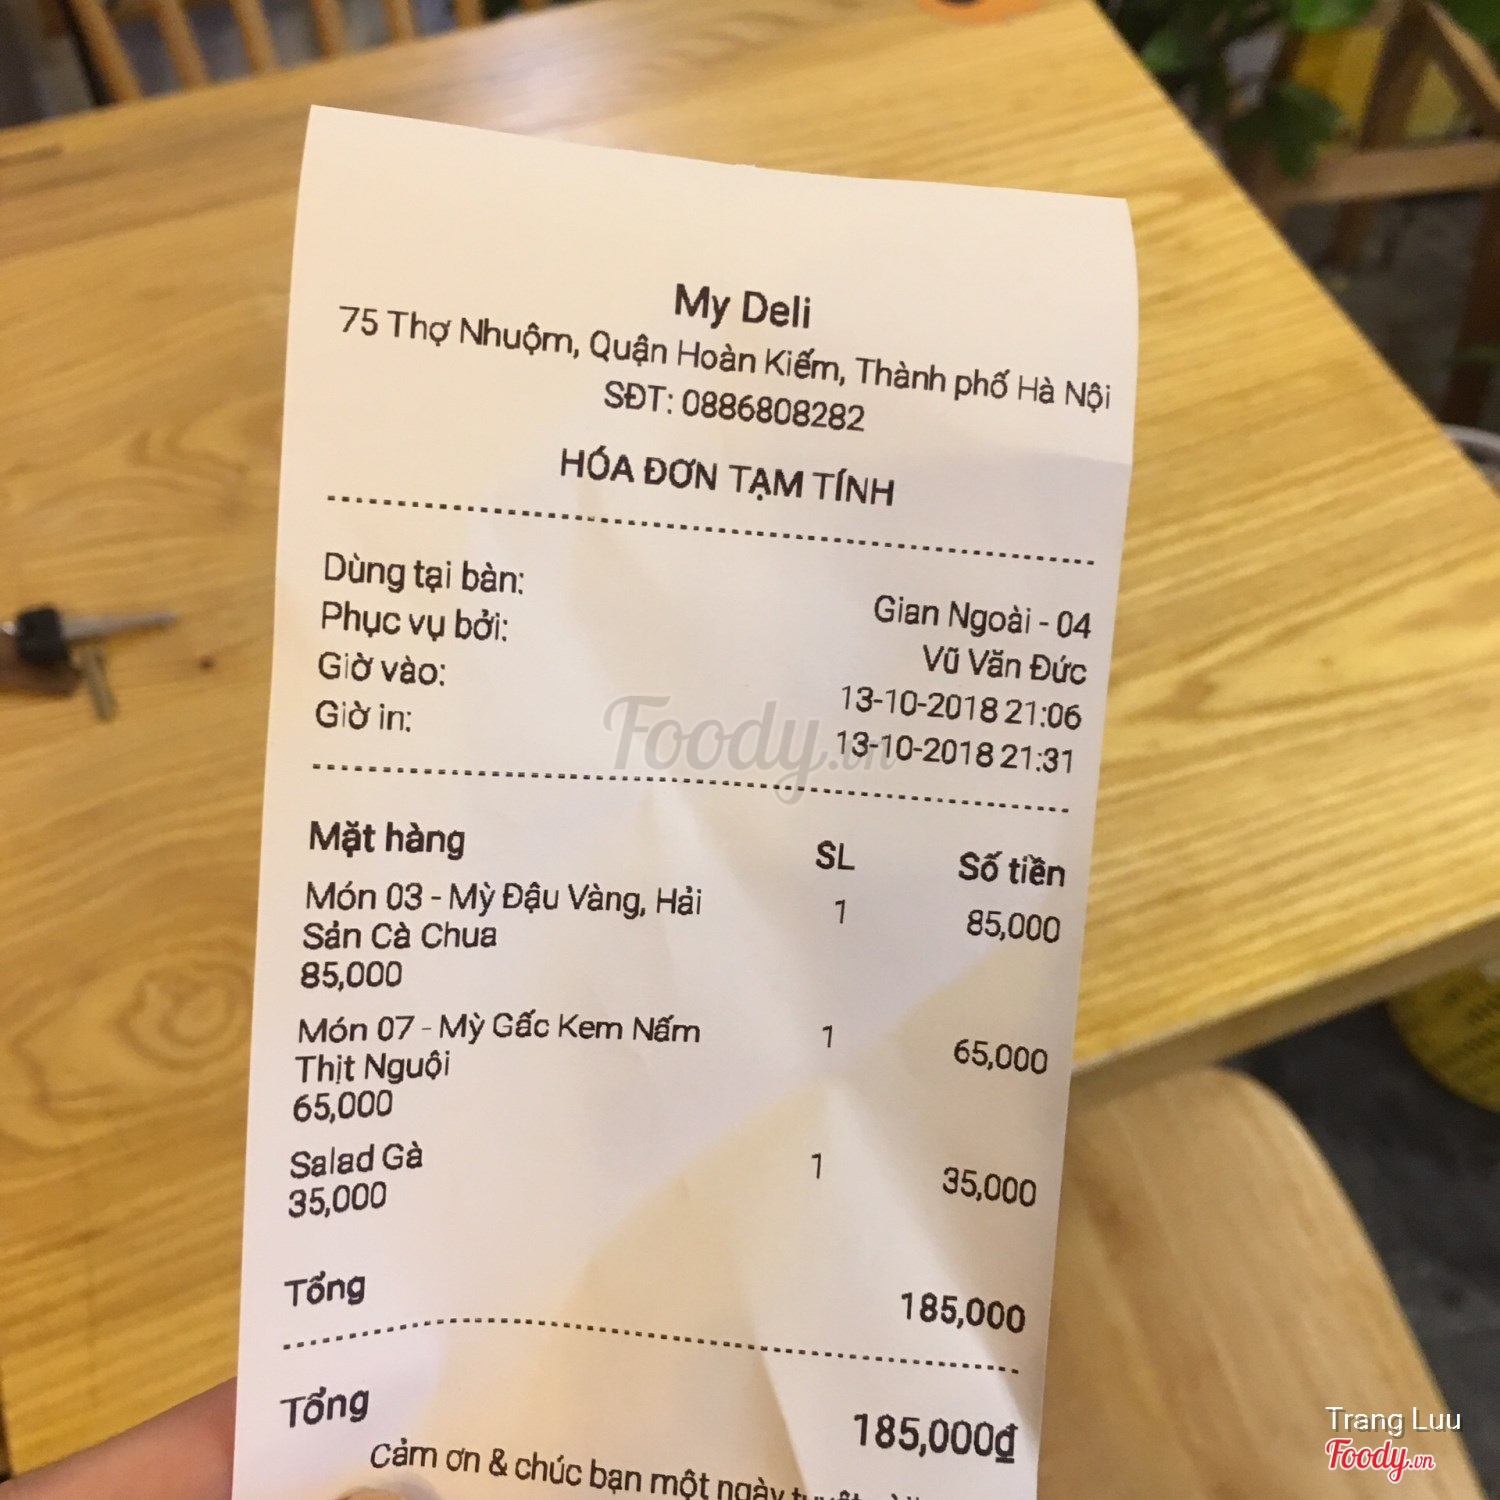 My Deli
75 Thợ Nhuộm, Quận Hoàn Kiếm, Thành phố Hà Nội
SĐT: 0886808282
HÓA ĐƠN TẠM TÍNH
Dùng tại bàn: Gian Ngoài - 04
Phục vụ bởi: Vũ Văn Đức
Giờ vào: 13-10-2018 21:06
Giờ in: 13-10-2018 21:31
Foody.vn
Mặt hàng SL Số tiền
Món 03 - Mỳ Đậu Vàng, Hải 1 85,000
Sản Cà Chua
85,000
Món 07 - Mỳ Gấc Kem Nấm 1 65,000
Thịt Nguội
65,000
Salad Gà 1 35,000
35,000
Tổng 185,000
Tổng 185,000₫
Cảm ơn & chúc bạn một ngày
Trang Luu
Foody.vn